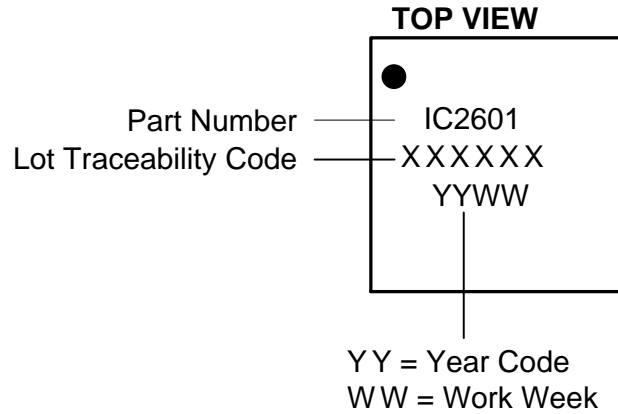 TOP VIEW
Part Number
IC2601
Lot Traceability Code
XXXXXX
YYWW
YY = Year Code
WW = Work Week